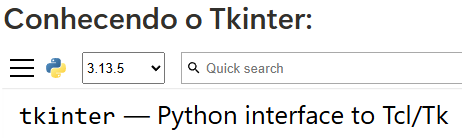 Conhecendo o Tkinter:
3.13.5 Quick search
tkinter — Python interface to Tcl/Tk